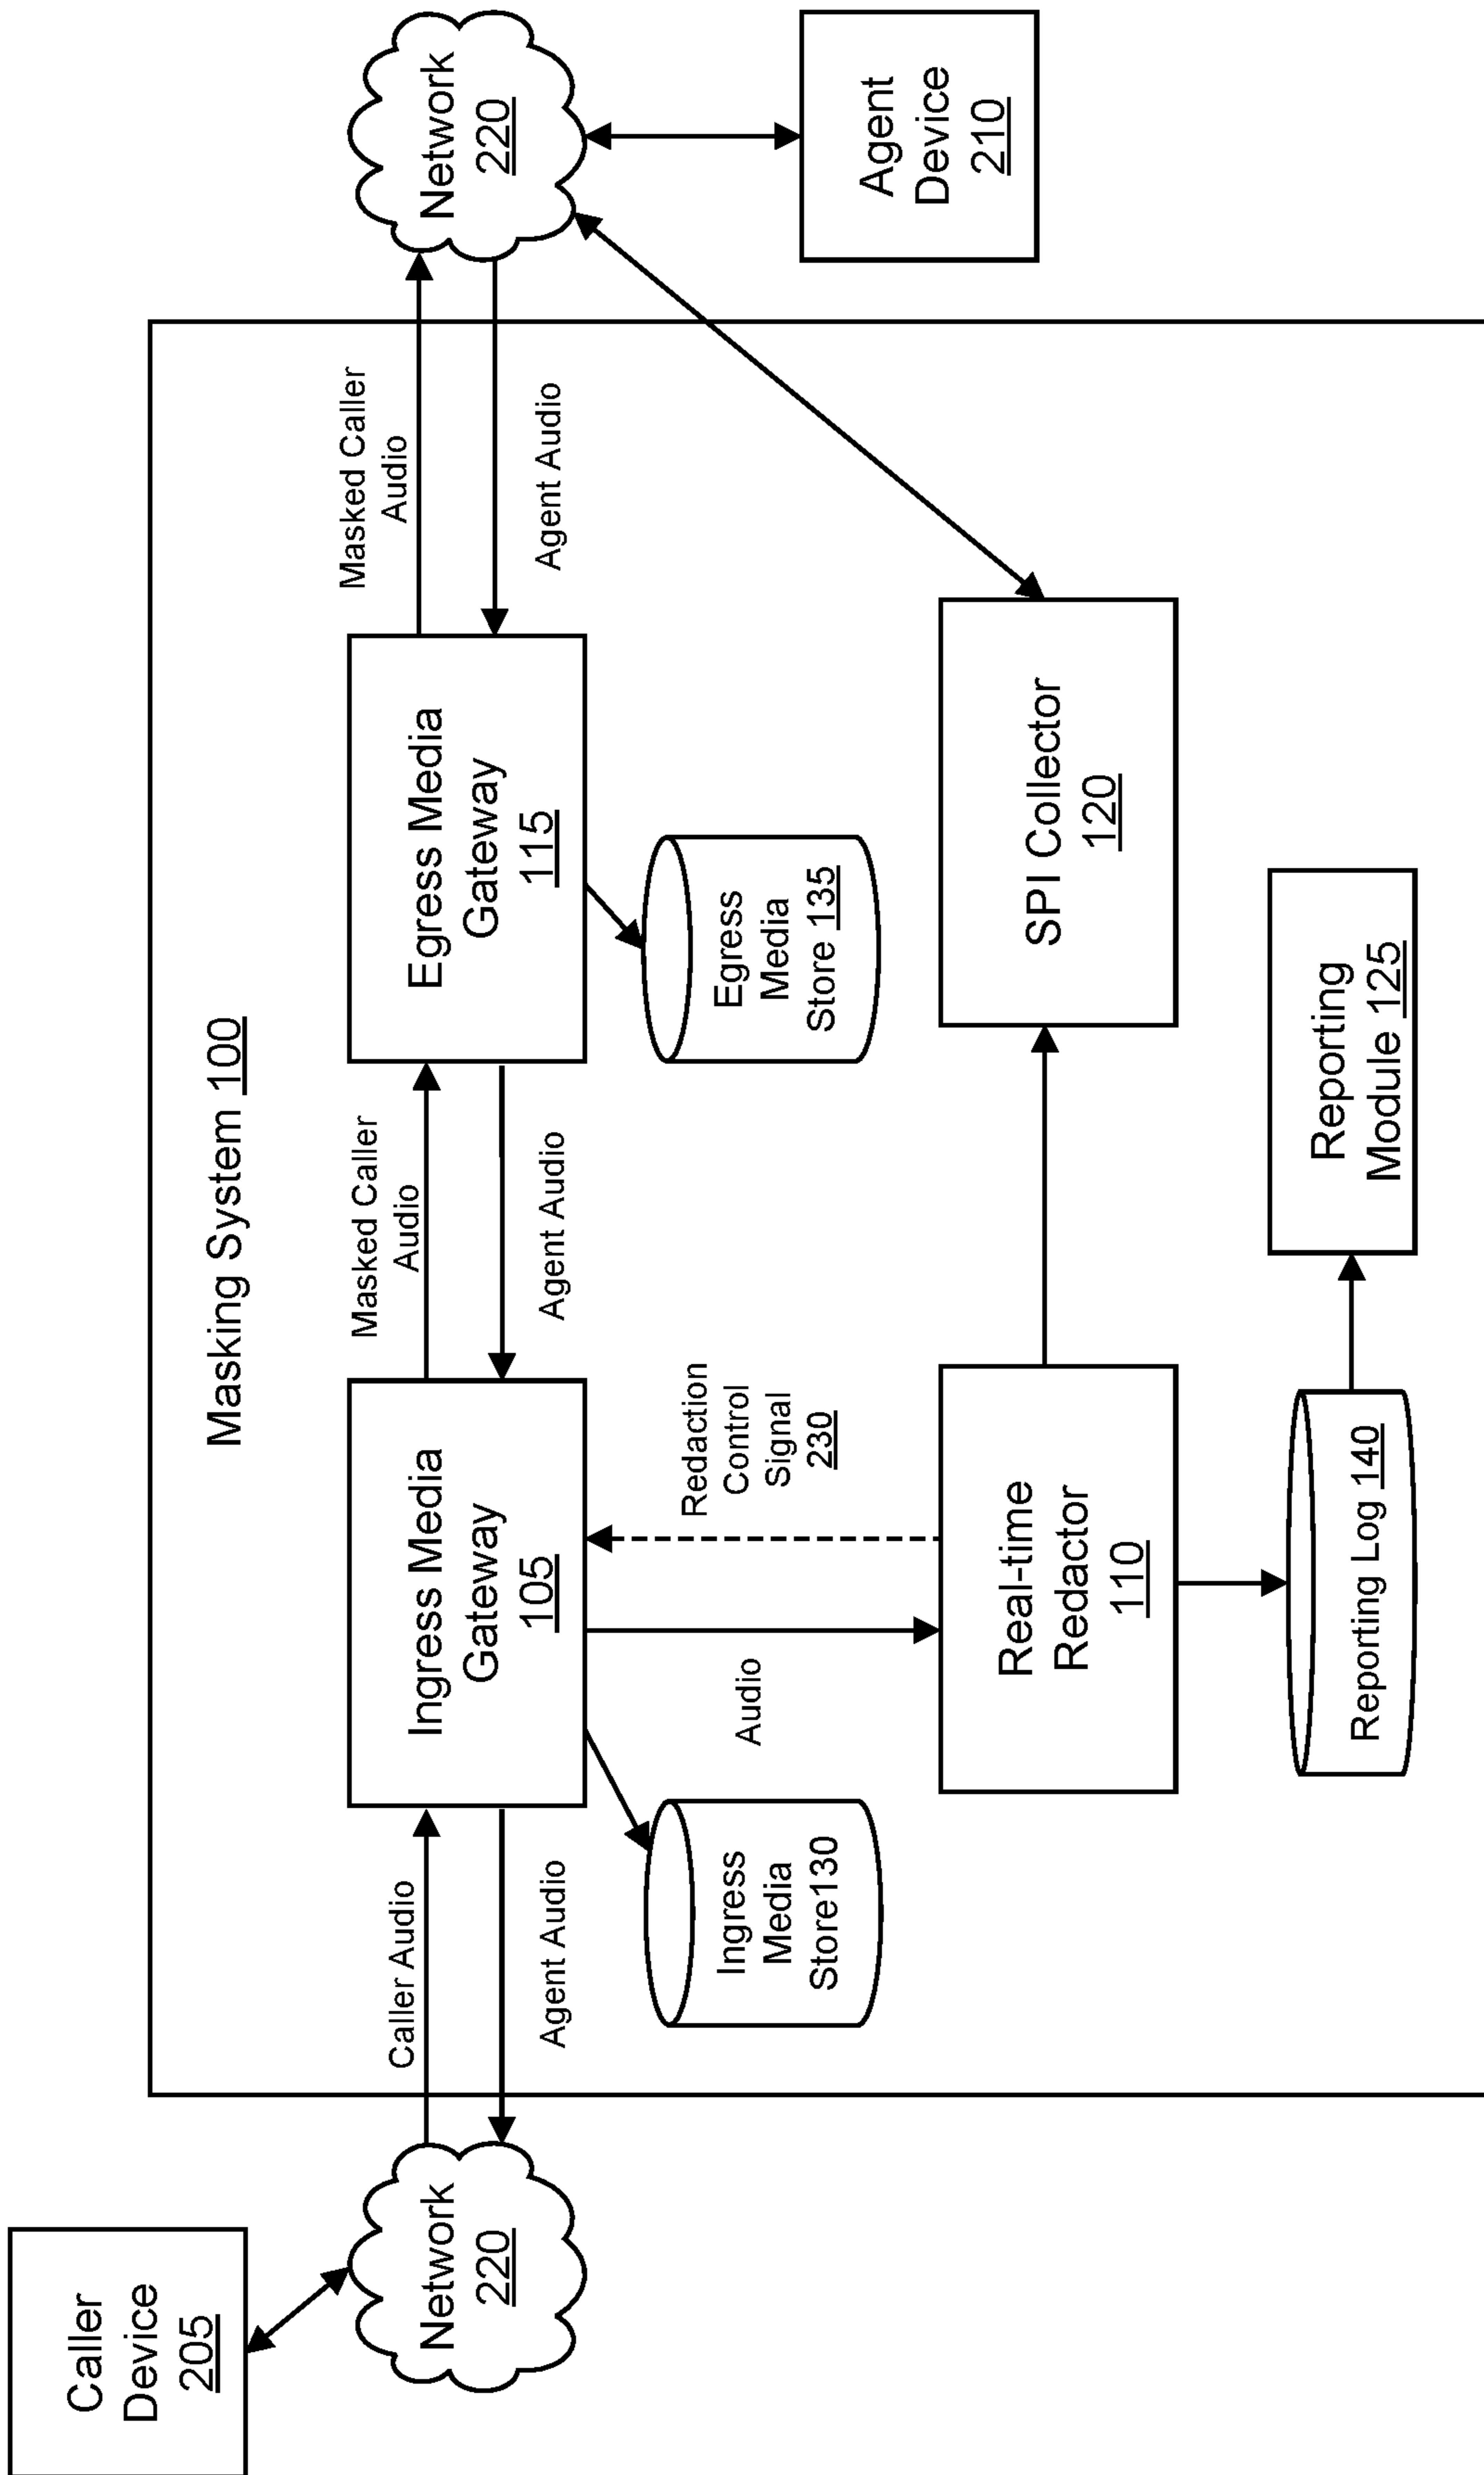 Caller
Device
205
Network
220
Masking System 100
Caller Audio
Agent Audio
Ingress Media
Gateway
105
Masked Caller
Audio
Agent Audio
Egress Media
Gateway
115
Masked Caller
Audio
Agent Audio
Network
220
Agent
Device
210
Ingress
Media
Store130
Audio
Redaction
Control
Signal
230
Egress
Media
Store 135
Real-time
Redactor
110
SPI Collector
120
Reporting Log 140
Reporting
Module 125